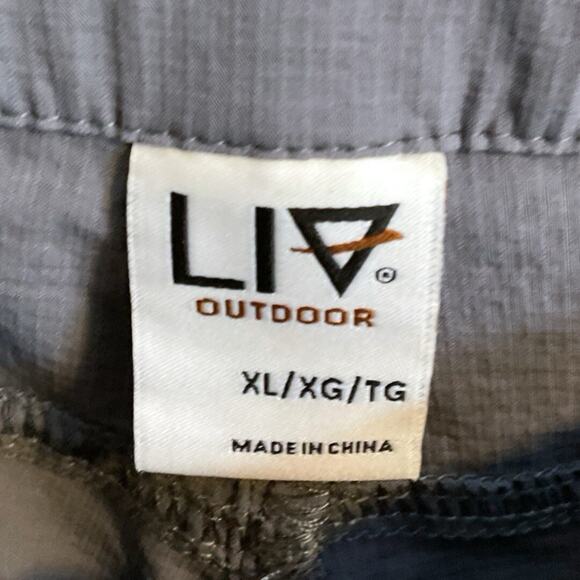 LIV®
OUTDOOR
XL/XG/TG
MADE IN CHINA